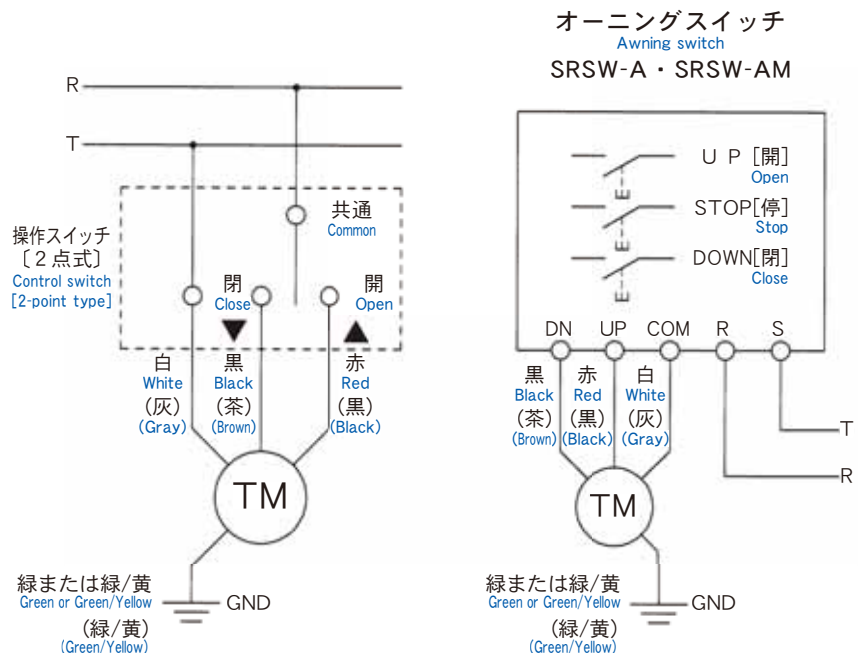 R
T
操作スイッチ
〔２点式〕
Control switch
[2-point type]
共通
Common
閉
Close
開
Open
白
White
(灰)
(Gray)
黒
Black
(茶)
(Brown)
赤
Red
(黒)
(Black)
TM
緑または緑/黄
Green or Green/Yellow
(緑/黄)
(Green/Yellow)
GND
オーニングスイッチ
Awning switch
SRSW-A・SRSW-AM
ＵＰ[開]
Open
STOP[停]
Stop
DOWN[閉]
Close
DN UP COM R S
黒
Black
(茶)
(Brown)
赤
Red
(黒)
(Black)
白
White
(灰)
(Gray)
T
R
TM
緑または緑/黄
Green or Green/Yellow
(緑/黄)
(Green/Yellow)
GND